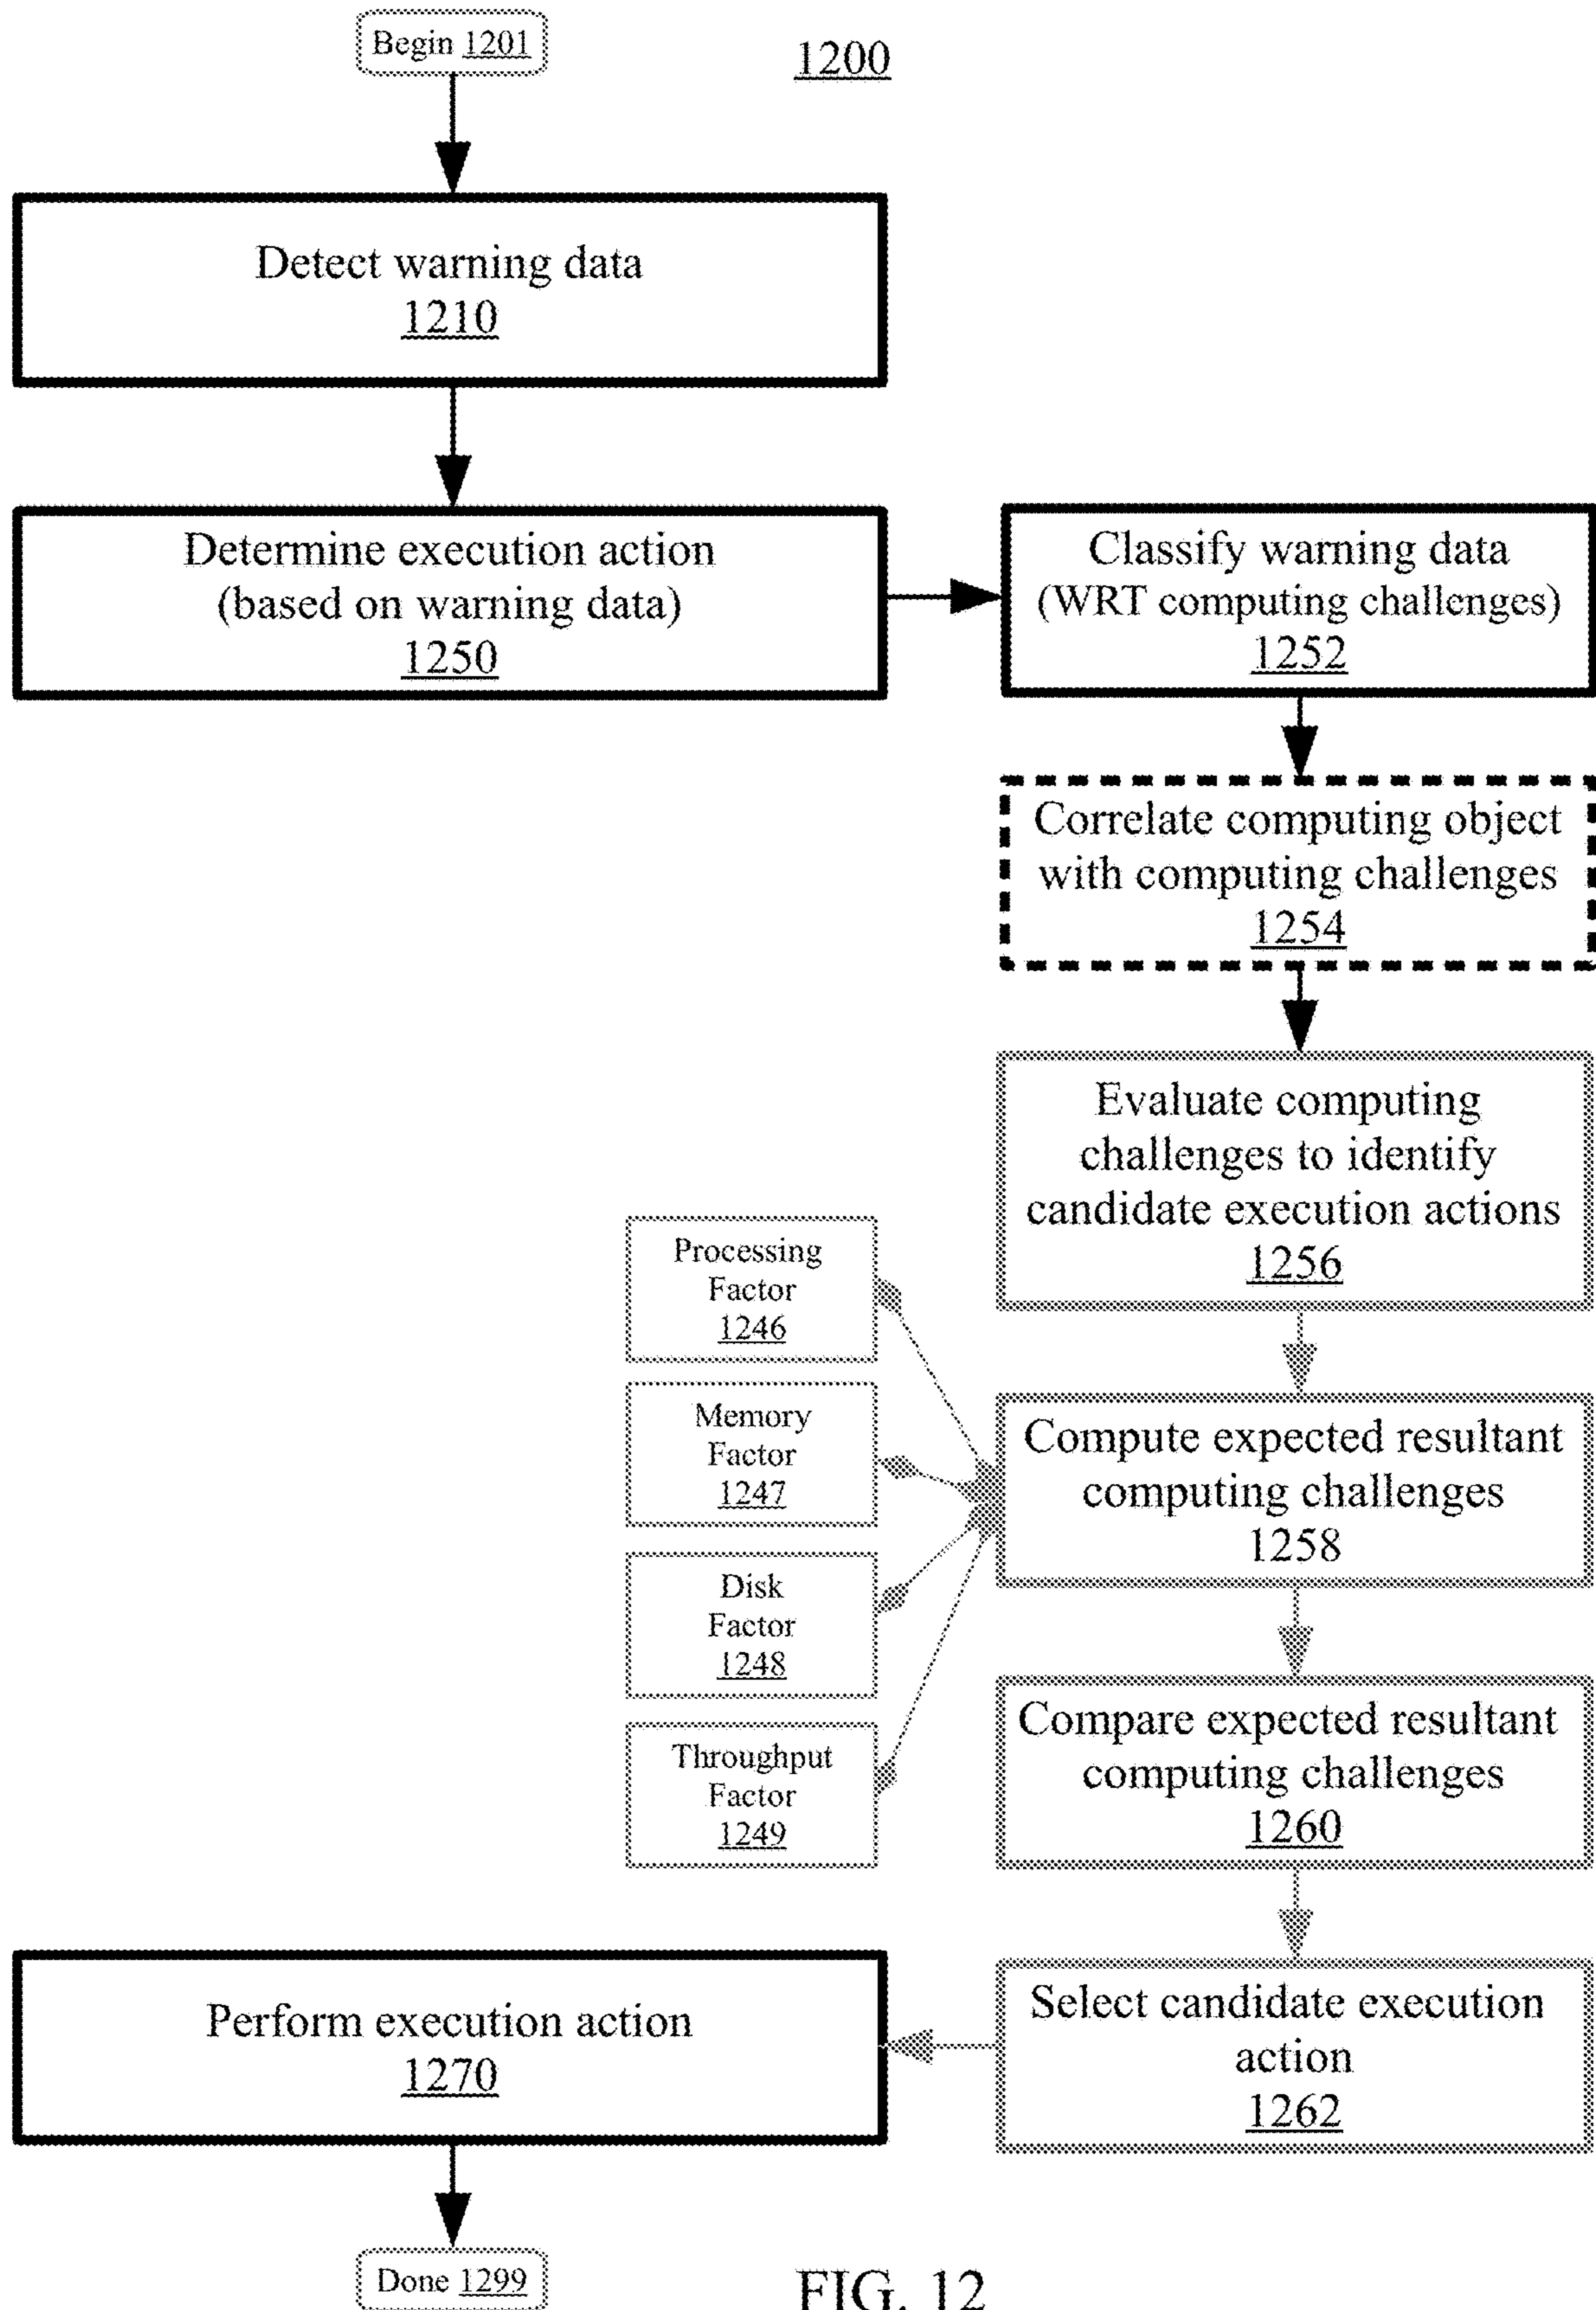 Begin 1201
1200
Detect warning data
1210
Determine execution action
(based on warning data)
1250
Classify warning data
(WRT computing challenges)
1252
Correlate computing object
with computing challenges
1254
Evaluate computing
challenges to identify
candidate execution actions
1256
Processing
Factor
1246
Memory
Factor
1247
Disk
Factor
1248
Throughput
Factor
1249
Compute expected resultant
computing challenges
1258
Compare expected resultant
computing challenges
1260
Select candidate execution
action
1262
Perform execution action
1270
Done 1299
FIG. 12